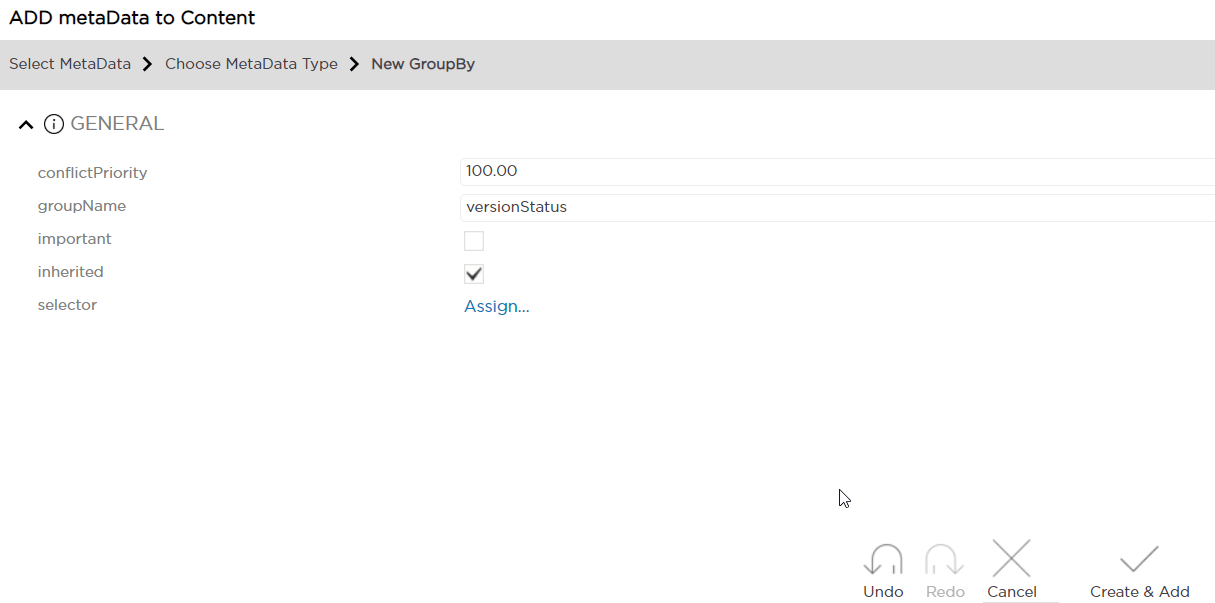 ADD metaData to Content
Select MetaData Choose MetaData Type New GroupBy
GENERAL
conflictPriority 100.00
groupName versionStatus
important
inherited
selector Assign...
Undo Redo Cancel Create & Add